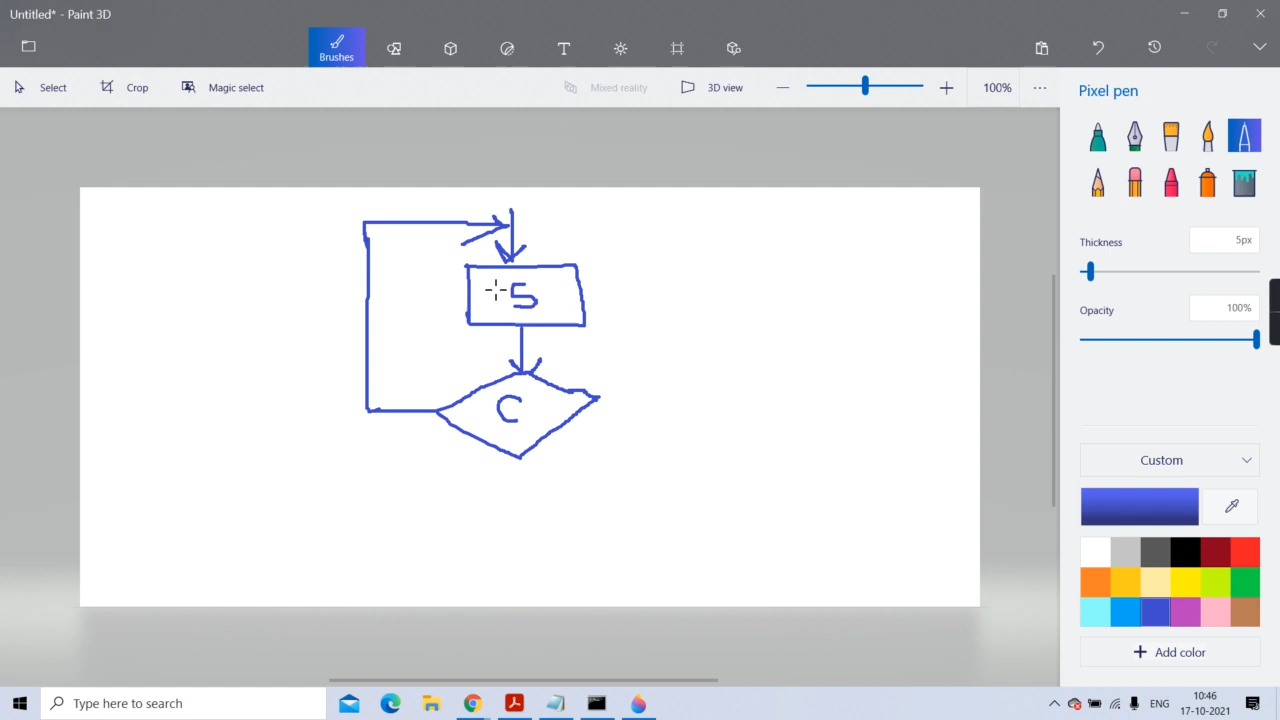 Untitled* - Paint 3D
Brushes
Select Crop Magic select Mixed reality 3D view 100%
Pixel pen
Thickness 5px
Opacity 100%
S
C
Custom
Add color
Type here to search
ENG
10:46
17-10-2021